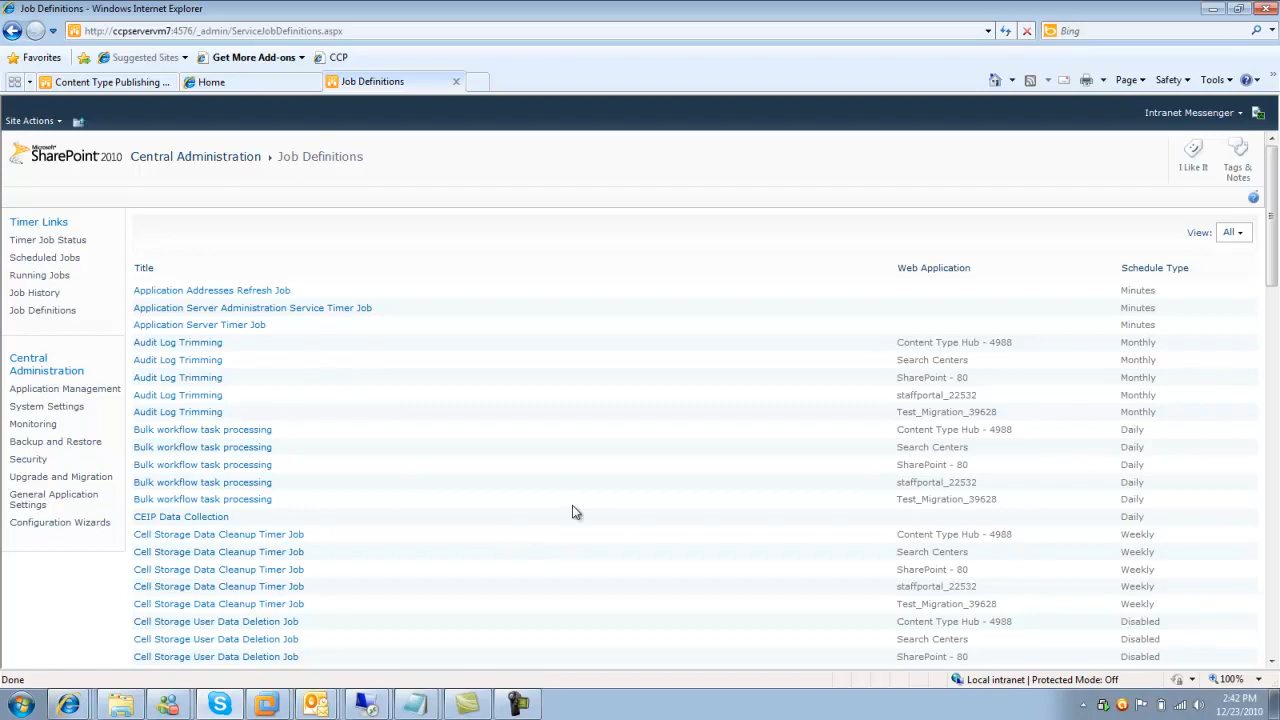 Job Definitions - Windows Internet Explorer
http://ccpservervm7:4576/_admin/ServiceJobDefinitions.aspx
Bing
Favorites Suggested Sites Get More Add-ons CCP
Content Type Publishing ... Home Job Definitions Page Safety Tools
Site Actions Intranet Messenger
Microsoft SharePoint 2010 Central Administration Job Definitions
I Like It Tags & Notes
Timer Links
Timer Job Status
Scheduled Jobs
Running Jobs
Job History
Job Definitions
Central Administration
Application Management
System Settings
Monitoring
Backup and Restore
Security
Upgrade and Migration
General Application Settings
Configuration Wizards
View: All
Title Web Application Schedule Type
Application Addresses Refresh Job Minutes
Application Server Administration Service Timer Job Minutes
Application Server Timer Job Minutes
Audit Log Trimming Content Type Hub - 4988 Monthly
Audit Log Trimming Search Centers Monthly
Audit Log Trimming SharePoint - 80 Monthly
Audit Log Trimming staffportal_22532 Monthly
Audit Log Trimming Test_Migration_39628 Monthly
Bulk workflow task processing Content Type Hub - 4988 Daily
Bulk workflow task processing Search Centers Daily
Bulk workflow task processing SharePoint - 80 Daily
Bulk workflow task processing staffportal_22532 Daily
Bulk workflow task processing Test_Migration_39628 Daily
CEIP Data Collection Daily
Cell Storage Data Cleanup Timer Job Content Type Hub - 4988 Weekly
Cell Storage Data Cleanup Timer Job Search Centers Weekly
Cell Storage Data Cleanup Timer Job SharePoint - 80 Weekly
Cell Storage Data Cleanup Timer Job staffportal_22532 Weekly
Cell Storage Data Cleanup Timer Job Test_Migration_39628 Weekly
Cell Storage User Data Deletion Job Content Type Hub - 4988 Disabled
Cell Storage User Data Deletion Job Search Centers Disabled
Cell Storage User Data Deletion Job SharePoint - 80 Disabled
Done Local intranet | Protected Mode: Off 100%
2:42 PM
12/23/2010